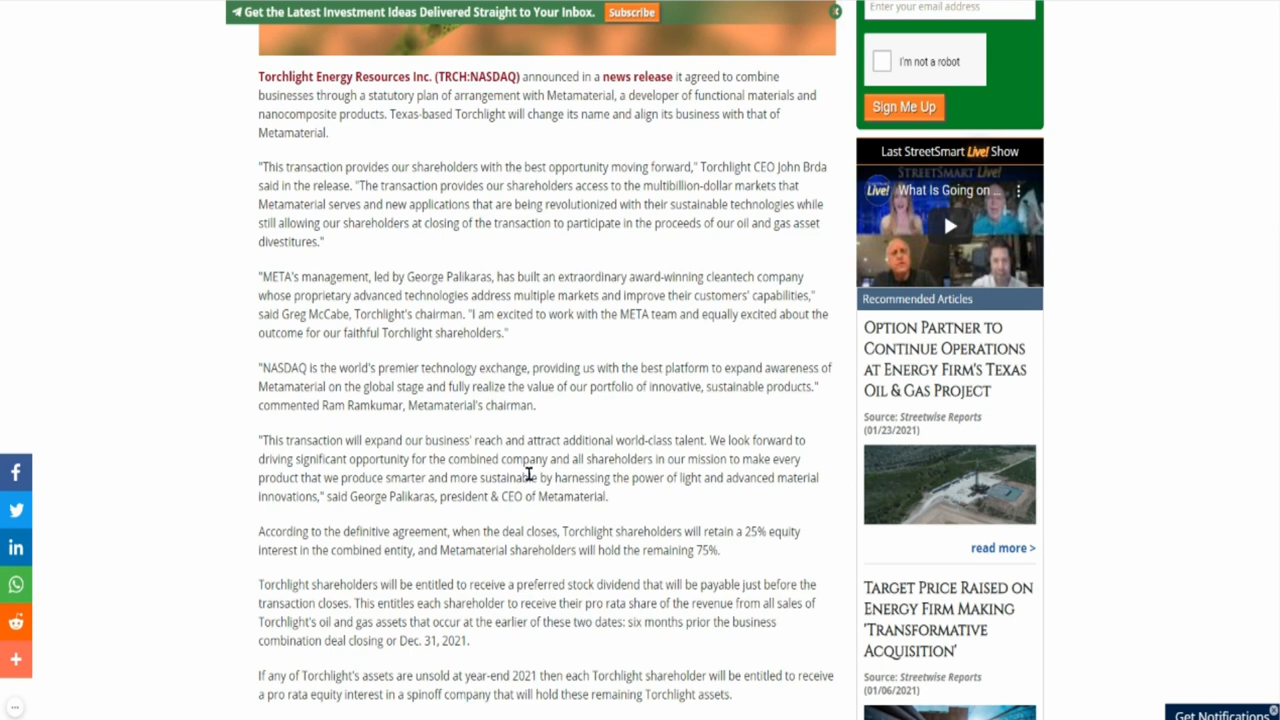 Get the Latest Investment Ideas Delivered Straight to Your Inbox. Subscribe
Torchlight Energy Resources Inc. (TRCH:NASDAQ) announced in a news release it agreed to combine
businesses through a statutory plan of arrangement with Metamaterial, a developer of functional materials and
nanocomposite products. Texas-based Torchlight will change its name and align its business with that of
Metamaterial.
"This transaction provides our shareholders with the best opportunity moving forward," Torchlight CEO John Brda
said in the release. "The transaction provides our shareholders access to the multibillion-dollar markets that
Metamaterial serves and new applications that are being revolutionized with their sustainable technologies while
still allowing our shareholders at closing of the transaction to participate in the proceeds of our oil and gas asset
divestitures."
"META's management, led by George Palikaras, has built an extraordinary award-winning cleantech company
whose proprietary advanced technologies address multiple markets and improve their customers' capabilities,"
said Greg McCabe, Torchlight's chairman. "I am excited to work with the META team and equally excited about the
outcome for our faithful Torchlight shareholders."
"NASDAQ is the world's premier technology exchange, providing us with the best platform to expand awareness of
Metamaterial on the global stage and fully realize the value of our portfolio of innovative, sustainable products."
commented Ram Ramkumar, Metamaterial's chairman.
"This transaction will expand our business' reach and attract additional world-class talent. We look forward to
driving significant opportunity for the combined company and all shareholders in our mission to make every
product that we produce smarter and more sustainable by harnessing the power of light and advanced material
innovations," said George Palikaras, president & CEO of Metamaterial.
According to the definitive agreement, when the deal closes, Torchlight shareholders will retain a 25% equity
interest in the combined entity, and Metamaterial shareholders will hold the remaining 75%.
Torchlight shareholders will be entitled to receive a preferred stock dividend that will be payable just before the
transaction closes. This entitles each shareholder to receive their pro rata share of the revenue from all sales of
Torchlight's oil and gas assets that occur at the earlier of these two dates: six months prior the business
combination deal closing or Dec. 31, 2021.
If any of Torchlight's assets are unsold at year-end 2021 then each Torchlight shareholder will be entitled to receive
a pro rata equity interest in a spinoff company that will hold these remaining Torchlight assets.
Enter your email address
I'm not a robot
Sign Me Up
Last StreetSmart Live! Show
STREETSMART Live!
Live! What Is Going on ...
Recommended Articles
OPTION PARTNER TO
CONTINUE OPERATIONS
AT ENERGY FIRM'S TEXAS
OIL & GAS PROJECT
Source: Streetwise Reports
(01/23/2021)
read more >
TARGET PRICE RAISED ON
ENERGY FIRM MAKING
'TRANSFORMATIVE
ACQUISITION'
Source: Streetwise Reports
(01/06/2021)
Get Notifications